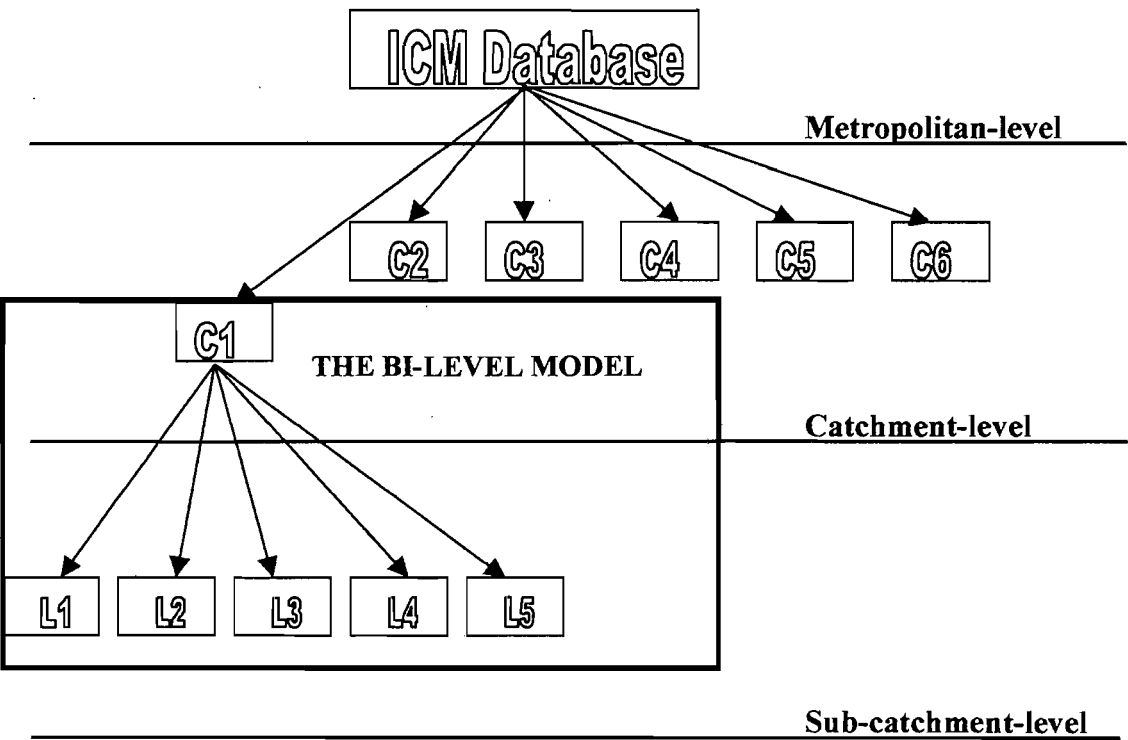 ICM Database
Metropolitan-level
C2 C3 C4 C5 C6
C1
THE BI-LEVEL MODEL
Catchment-level
L1 L2 L3 L4 L5
Sub-catchment-level